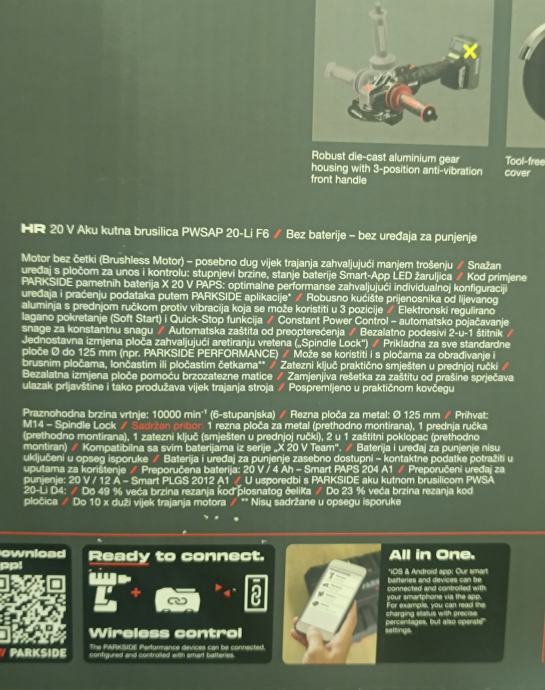 Robust die-cast aluminium gear
housing with 3-position anti-vibration
front handle
Tool-free
cover
HR 20 V Aku kutna brusilica PWSAP 20-Li F6 / Bez baterije – bez uređaja za punjenje
Motor bez četki (Brushless Motor) – posebno dug vijek trajanja zahvaljujući manjem trošenju / Snažan
uređaj s pločom za unos i kontrolu: stupnjevi brzine, stanje baterije Smart-App LED žaruljica / Kod primjene
PARKSIDE pametnih baterija X 20 V PAPS: optimalne performanse zahvaljujući individualnoj konfiguraciji
uređaja i praćenju podataka putem PARKSIDE aplikacije* / Robusno kućište prijenosnika od lijevanog
aluminija s prednjom ručkom protiv vibracija koja se može koristiti u 3 pozicije / Elektronski regulirano
lagano pokretanje (Soft Start) i Quick-Stop funkcija / Constant Power Control – automatsko pojačavanje
snage za konstantnu snagu / Automatska zaštita od preopterećenja / Bezalatno podesivi 2-u-1 štitnik /
Jednostavna izmjena ploča zahvaljujući aretiranju vretena („Spindle Lock") / Prikladna za sve standardne
ploče Ø do 125 mm (npr. PARKSIDE PERFORMANCE) / Može se koristiti i s pločama za obrađivanje i
brusnim pločama, lončastim ili pločastim četkama** / Zatezni ključ praktično smješten u prednjoj ručki /
Bezalatna izmjena ploče pomoću brzozatezne matice / Zamjenjiva rešetka za zaštitu od prašine sprječava
ulazak prljavštine i tako produžava vijek trajanja stroja / Pospremljeno u praktičnom kovčegu
Praznohodna brzina vrtnje: 10000 min⁻¹ (6-stupanjska) / Rezna ploča za metal: Ø 125 mm / Prihvat:
M14 – Spindle Lock / Sadržan pribor: 1 rezna ploča za metal (prethodno montirana), 1 prednja ručka
(prethodno montirana), 1 zatezni ključ (smješten u prednjoj ručki), 2 u 1 zaštitni poklopac (prethodno
montiran) / Kompatibilna sa svim baterijama iz serije „X 20 V Team". / Baterija i uređaj za punjenje nisu
uključeni u opseg isporuke / Baterija i uređaj za punjenje zasebno dostupni – kontaktne podatke potražiti u
uputama za korištenje / Preporučena baterija: 20 V / 4 Ah – Smart PAPS 204 A1 / Preporučeni uređaj za
punjenje: 20 V / 12 A – Smart PLGS 2012 A1 / U usporedbi s PARKSIDE aku kutnom brusilicom PWSA
20-Li D4: / Do 49 % veća brzina rezanja kod plosnatog čelika / Do 23 % veća brzina rezanja kod
pločica / Do 10 x duži vijek trajanja motora / ** Nisu sadržane u opsegu isporuke
ownload
pp!
PARKSIDE
Ready to connect.
Wireless control
The PARKSIDE Performance devices can be connected,
configured and controlled with smart batteries.
All in One.
*iOS & Android app: Our smart
batteries and devices can be
connected and controlled with
your smartphone via the app.
For example, you can read the
charging status with precise
percentages, but also operate
settings.